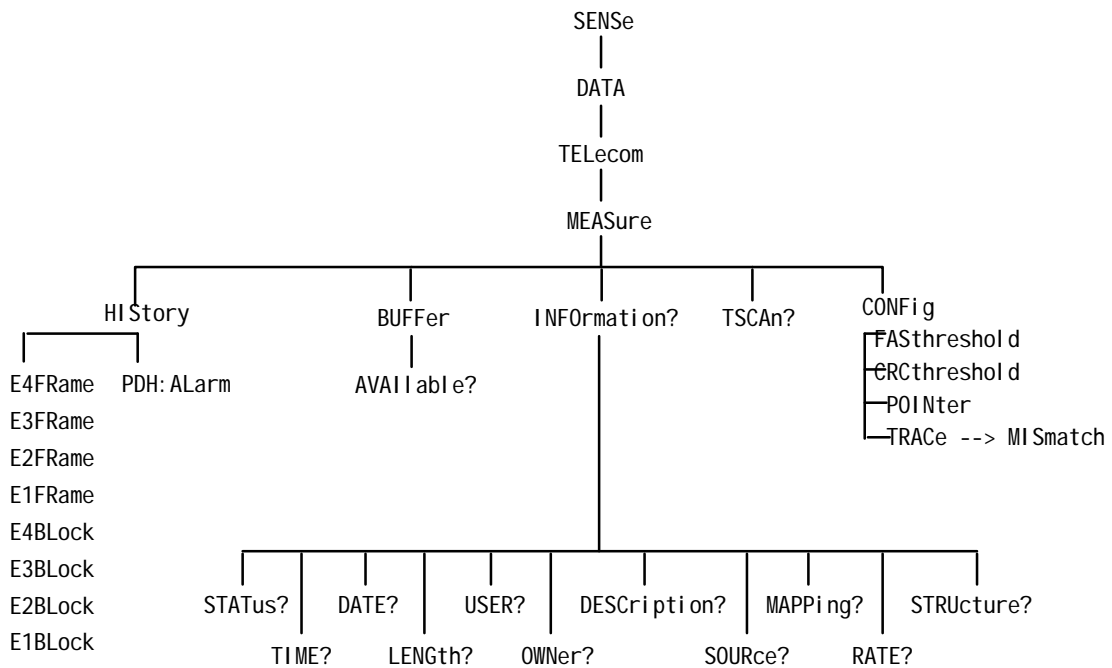 SENSe
DATA
TELecom
MEASure
HIStory
BUFFer
INFOrmation?
TSCAn?
CONFig
FASthreshold
CRCthreshold
POINter
TRACe --> MISmatch
E4FRame
PDH:ALarm
AVAIlable?
E3FRame
E2FRame
E1FRame
E4BLock
E3BLock
E2BLock
E1BLock
STATus?
DATE?
USER?
DESCription?
MAPPing?
STRUcture?
TIME?
LENGth?
OWNer?
SOURce?
RATE?